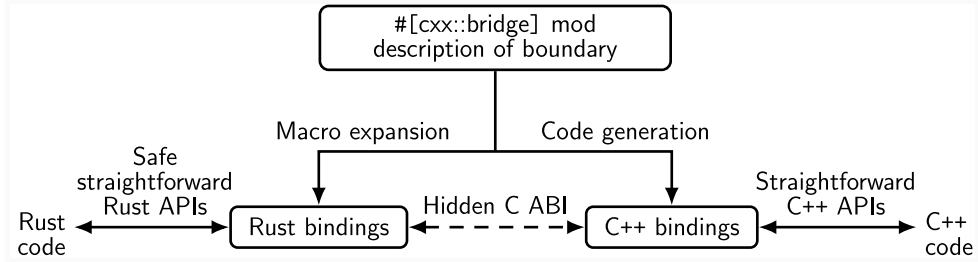 #[cxx::bridge] mod
description of boundary
Macro expansion
Code generation
Safe
straightforward
Rust APIs
Straightforward
C++ APIs
Rust
code
Rust bindings
Hidden C ABI
C++ bindings
C++
code